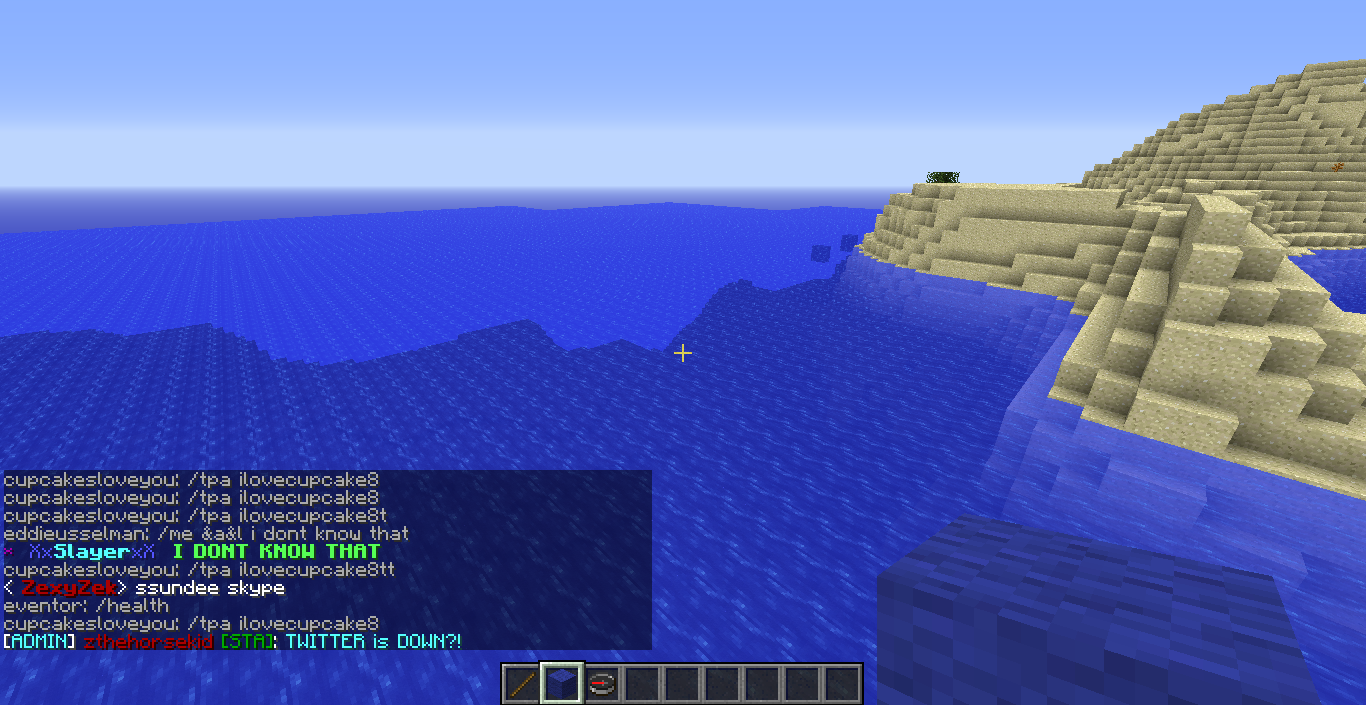 cupcakesloveyou: /tpa ilovecupcake8
cupcakesloveyou: /tpa ilovecupcake8
cupcakesloveyou: /tpa ilovecupcake8t
eddieusselman: /me &a&l i dont know that
* XxSlayerxX I DONT KNOW THAT
cupcakesloveyou: /tpa ilovecupcake8tt
< ZexyZek> ssundee skype
eventor: /health
cupcakesloveyou: /tpa ilovecupcake8
[ADMIN] zthehorsekid [STA]: TWITTER is DOWN?!